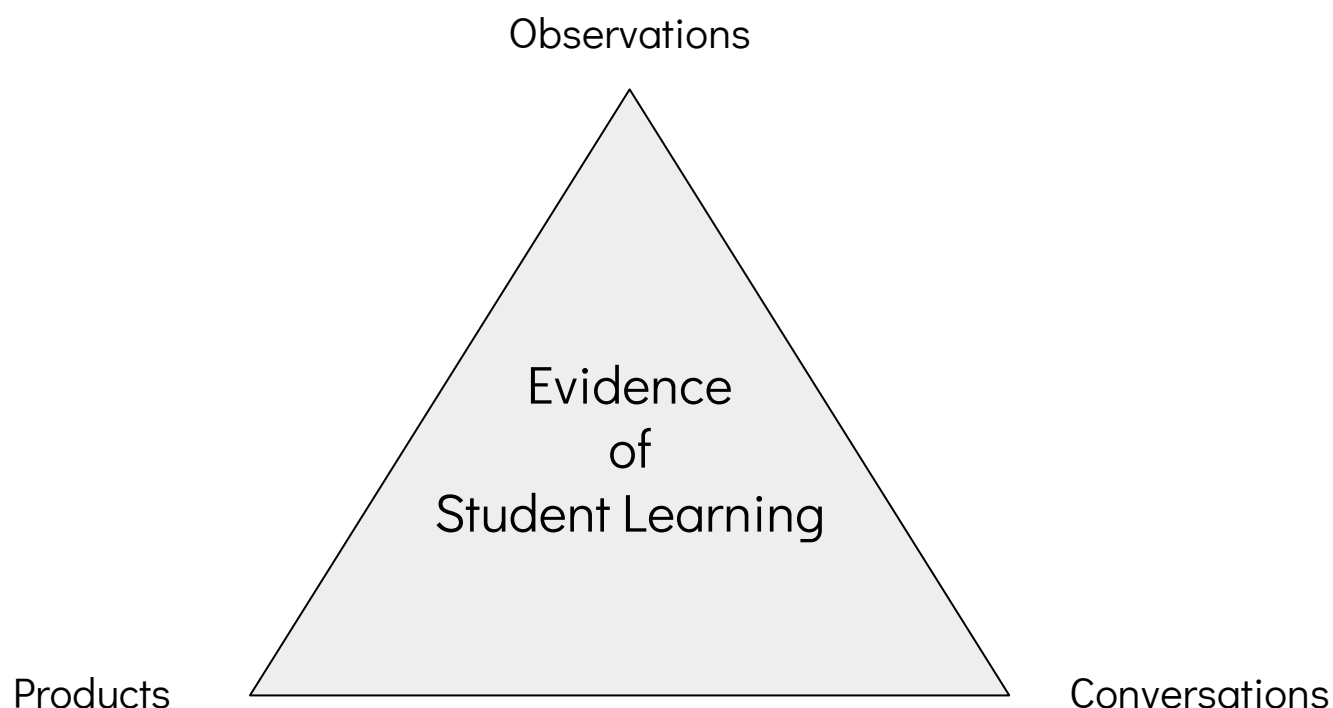 Observations
Evidence
of
Student Learning
Products
Conversations